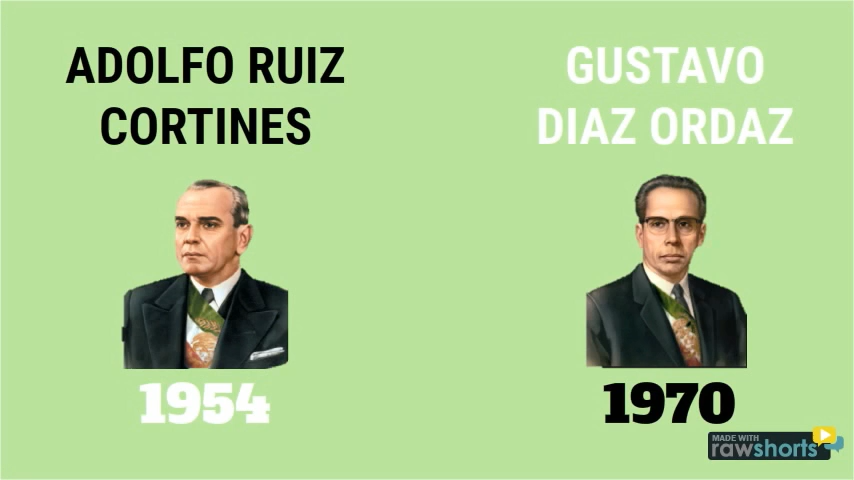 ADOLFO RUIZ
CORTINES
1954
GUSTAVO
DIAZ ORDAZ
1970
MADE WITH
rawshorts